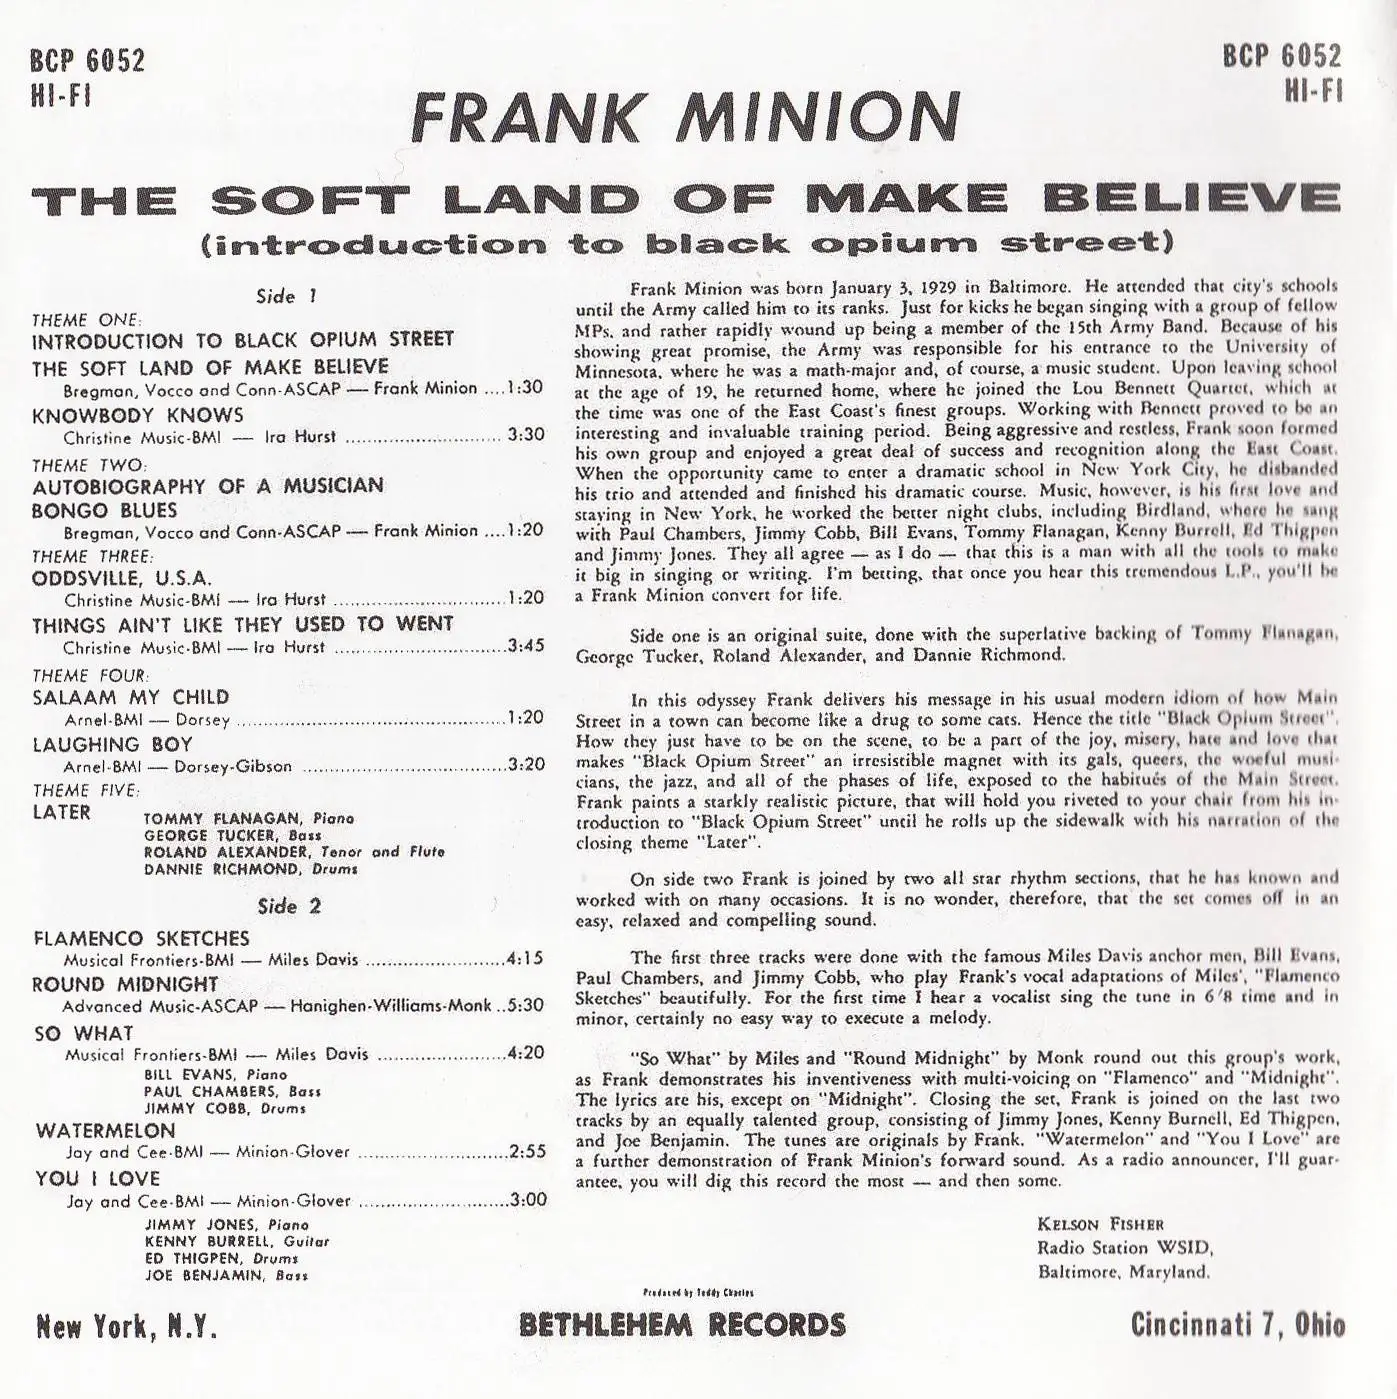 BCP 6052
HI-FI
BCP 6052
HI-FI
FRANK MINION
THE SOFT LAND OF MAKE BELIEVE
(introduction to black opium street)
Side 1
THEME ONE:
INTRODUCTION TO BLACK OPIUM STREET
THE SOFT LAND OF MAKE BELIEVE
Bregman, Vocco and Conn-ASCAP — Frank Minion ....1:30
KNOWBODY KNOWS
Christine Music-BMI — Ira Hurst ............................ 3:30
THEME TWO:
AUTOBIOGRAPHY OF A MUSICIAN
BONGO BLUES
Bregman, Vocco and Conn-ASCAP — Frank Minion ....1:20
THEME THREE:
ODDSVILLE, U.S.A.
Christine Music-BMI — Ira Hurst ...............................1:20
THINGS AIN'T LIKE THEY USED TO WENT
Christine Music-BMI — Ira Hurst ...............................3:45
THEME FOUR:
SALAAM MY CHILD
Arnel-BMI — Dorsey ................................................1:20
LAUGHING BOY
Arnel-BMI — Dorsey-Gibson .....................................3:20
THEME FIVE:
LATER
TOMMY FLANAGAN, Piano
GEORGE TUCKER, Bass
ROLAND ALEXANDER, Tenor and Flute
DANNIE RICHMOND, Drums
Side 2
FLAMENCO SKETCHES
Musical Frontiers-BMI — Miles Davis .........................4:15
ROUND MIDNIGHT
Advanced Music-ASCAP — Hanighen-Williams-Monk ..5:30
SO WHAT
Musical Frontiers-BMI — Miles Davis .......................4:20
BILL EVANS, Piano
PAUL CHAMBERS, Bass
JIMMY COBB, Drums
WATERMELON
Jay and Cee-BMI — Minion-Glover ...........................2:55
YOU I LOVE
Jay and Cee-BMI — Minion-Glover ...........................3:00
JIMMY JONES, Piano
KENNY BURRELL, Guitar
ED THIGPEN, Drums
JOE BENJAMIN, Bass
Frank Minion was born January 3, 1929 in Baltimore. He attended that city's schools
until the Army called him to its ranks. Just for kicks he began singing with a group of fellow
MPs, and rather rapidly wound up being a member of the 15th Army Band. Because of his
showing great promise, the Army was responsible for his entrance to the University of
Minnesota, where he was a math-major and, of course, a music student. Upon leaving school
at the age of 19, he returned home, where he joined the Lou Bennett Quartet, which at
the time was one of the East Coast's finest groups. Working with Bennett proved to be an
interesting and invaluable training period. Being aggressive and restless, Frank soon formed
his own group and enjoyed a great deal of success and recognition along the East Coast.
When the opportunity came to enter a dramatic school in New York City, he disbanded
his trio and attended and finished his dramatic course. Music, however, is his first love and
staying in New York, he worked the better night clubs, including Birdland, where he sang
with Paul Chambers, Jimmy Cobb, Bill Evans, Tommy Flanagan, Kenny Burrell, Ed Thigpen
and Jimmy Jones. They all agree — as I do — that this is a man with all the tools to make
it big in singing or writing. I'm betting, that once you hear this tremendous L.P., you'll be
a Frank Minion convert for life.
Side one is an original suite, done with the superlative backing of Tommy Flanagan,
George Tucker, Roland Alexander, and Dannie Richmond.
In this odyssey Frank delivers his message in his usual modern idiom of how Main
Street in a town can become like a drug to some cats. Hence the title "Black Opium Street".
How they just have to be on the scene, to be a part of the joy, misery, hate and love that
makes "Black Opium Street" an irresistible magnet with its gals, queers, the woeful musi-
cians, the jazz, and all of the phases of life, exposed to the habitués of the Main Street.
Frank paints a starkly realistic picture, that will hold you riveted to your chair from his in-
troduction to "Black Opium Street" until he rolls up the sidewalk with his narration of the
closing theme "Later".
On side two Frank is joined by two all star rhythm sections, that he has known and
worked with on many occasions. It is no wonder, therefore, that the set comes off in an
easy, relaxed and compelling sound.
The first three tracks were done with the famous Miles Davis anchor men, Bill Evans,
Paul Chambers, and Jimmy Cobb, who play Frank's vocal adaptations of Miles', "Flamenco
Sketches" beautifully. For the first time I hear a vocalist sing the tune in 6/8 time and in
minor, certainly no easy way to execute a melody.
"So What" by Miles and "Round Midnight" by Monk round out this group's work,
as Frank demonstrates his inventiveness with multi-voicing on "Flamenco" and "Midnight".
The lyrics are his, except on "Midnight". Closing the set, Frank is joined on the last two
tracks by an equally talented group, consisting of Jimmy Jones, Kenny Burnell, Ed Thigpen,
and Joe Benjamin. The tunes are originals by Frank. "Watermelon" and "You I Love" are
a further demonstration of Frank Minion's forward sound. As a radio announcer, I'll guar-
antee, you will dig this record the most — and then some.
KELSON FISHER
Radio Station WSID,
Baltimore, Maryland.
Produced by Teddy Charles
New York, N.Y.
BETHLEHEM RECORDS
Cincinnati 7, Ohio